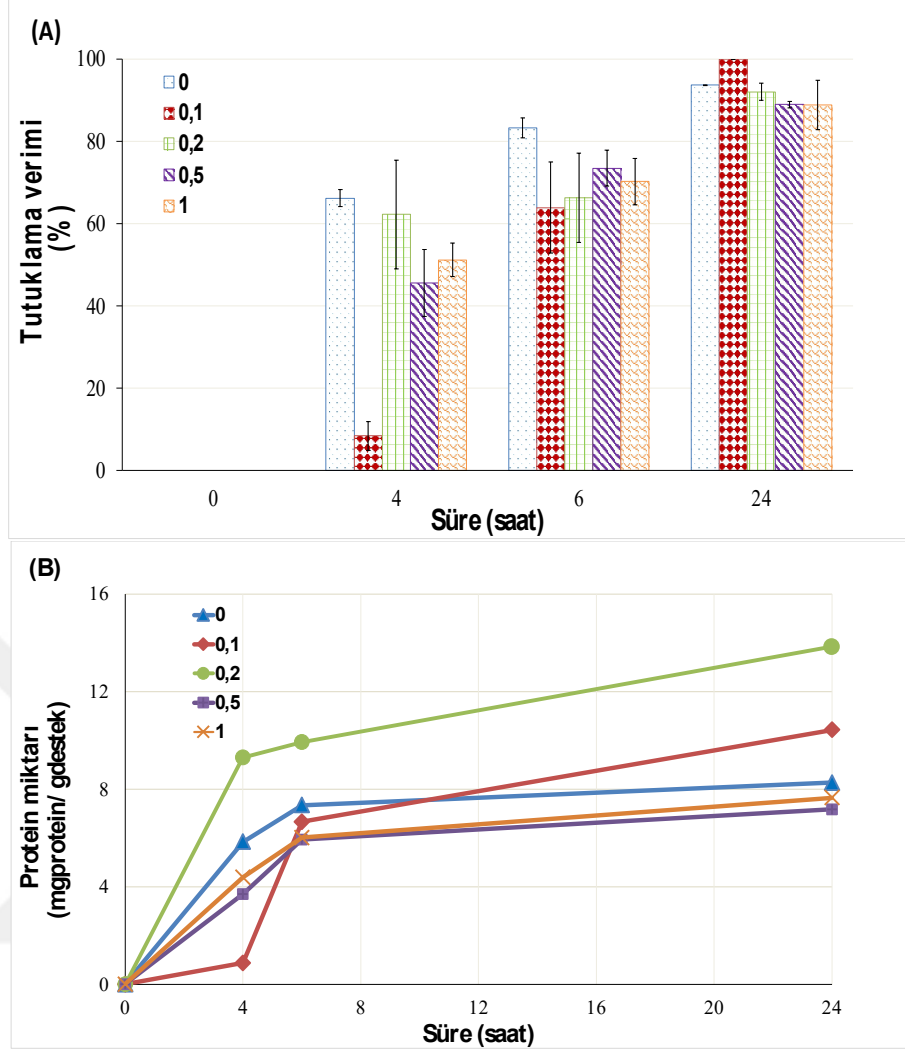 (A)
100
80
60
40
20
0
Tutuklama verimi
(%)
0
0,1
0,2
0,5
1
0 4 6 24
Süre (saat)
(B)
16
12
8
4
0
Protein miktarı
(mgprotein/ gdestek)
0
0,1
0,2
0,5
1
0 4 8 12 16 20 24
Süre (saat)